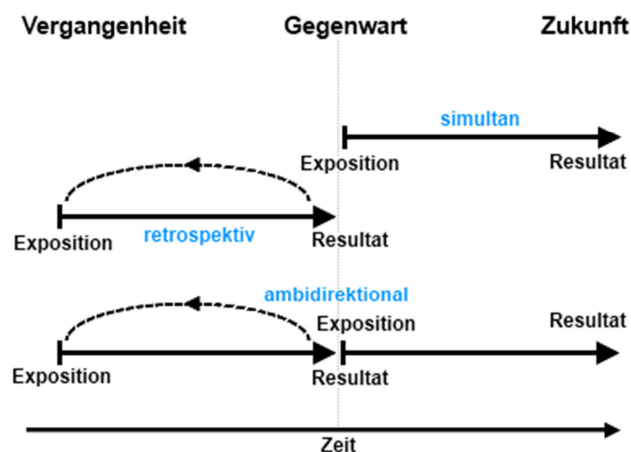 Vergangenheit Gegenwart Zukunft
simultan
Exposition Resultat
Exposition retrospektiv Resultat
ambidirektional
Exposition Resultat
Exposition Resultat
Zeit